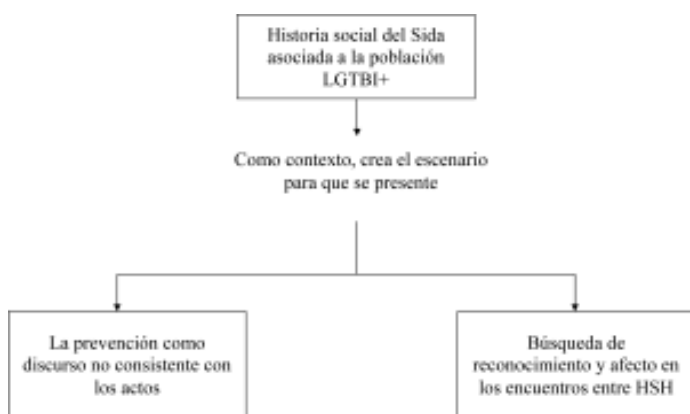 Historia social del Sida
asociada a la población
LGTBI+
Como contexto, crea el escenario
para que se presente
La prevención como
discurso no consistente con
los actos
Búsqueda de
reconocimiento y afecto en
los encuentros entre HSH